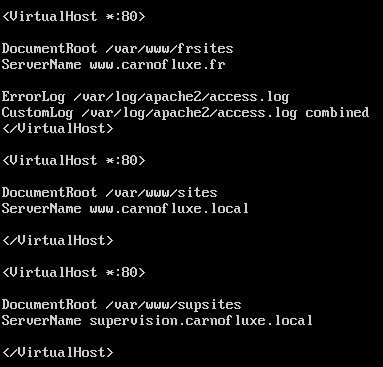 <VirtualHost *:80>
DocumentRoot /var/www/frsites
ServerName www.carnofluxe.fr
ErrorLog /var/log/apache2/access.log
CustomLog /var/log/apache2/access.log combined
</VirtualHost>
<VirtualHost *:80>
DocumentRoot /var/www/sites
ServerName www.carnofluxe.local
</VirtualHost>
<VirtualHost *:80>
DocumentRoot /var/www/supsites
ServerName supervision.carnofluxe.local
</VirtualHost>